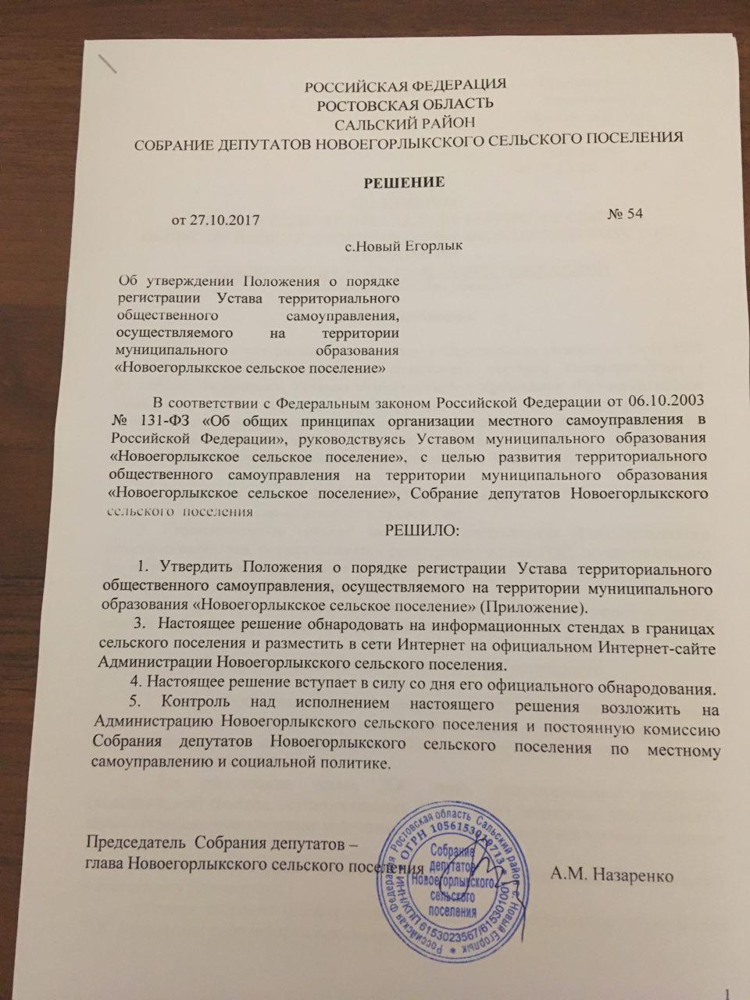 РОССИЙСКАЯ ФЕДЕРАЦИЯ
РОСТОВСКАЯ ОБЛАСТЬ
САЛЬСКИЙ РАЙОН
СОБРАНИЕ ДЕПУТАТОВ НОВОЕГОРЛЫКСКОГО СЕЛЬСКОГО ПОСЕЛЕНИЯ
РЕШЕНИЕ
от 27.10.2017 № 54
с.Новый Егорлык
Об утверждении Положения о порядке
регистрации Устава территориального
общественного самоуправления,
осуществляемого на территории
муниципального образования
«Новоегорлыкское сельское поселение»
В соответствии с Федеральным законом Российской Федерации от 06.10.2003
№ 131-ФЗ «Об общих принципах организации местного самоуправления в
Российской Федерации», руководствуясь Уставом муниципального образования
«Новоегорлыкское сельское поселение», с целью развития территориального
общественного самоуправления на территории муниципального образования
«Новоегорлыкское сельское поселение», Собрание депутатов Новоегорлыкского
сельского поселения
РЕШИЛО:
1. Утвердить Положения о порядке регистрации Устава территориального
общественного самоуправления, осуществляемого на территории муниципального
образования «Новоегорлыкское сельское поселение» (Приложение).
3. Настоящее решение обнародовать на информационных стендах в границах
сельского поселения и разместить в сети Интернет на официальном Интернет-сайте
Администрации Новоегорлыкского сельского поселения.
4. Настоящее решение вступает в силу со дня его официального обнародования.
5. Контроль над исполнением настоящего решения возложить на
Администрацию Новоегорлыкского сельского поселения и постоянную комиссию
Собрания депутатов Новоегорлыкского сельского поселения по местному
самоуправлению и социальной политике.
Председатель Собрания депутатов –
глава Новоегорлыкского сельского поселения
А.М. Назаренко
Российская Федерация Ростовская область Сальский район с. Новый Егорлык
ИНН/КПП 6153023567/615301001
Собрание
депутатов
Новоегорлыкского
сельского
поселения
1